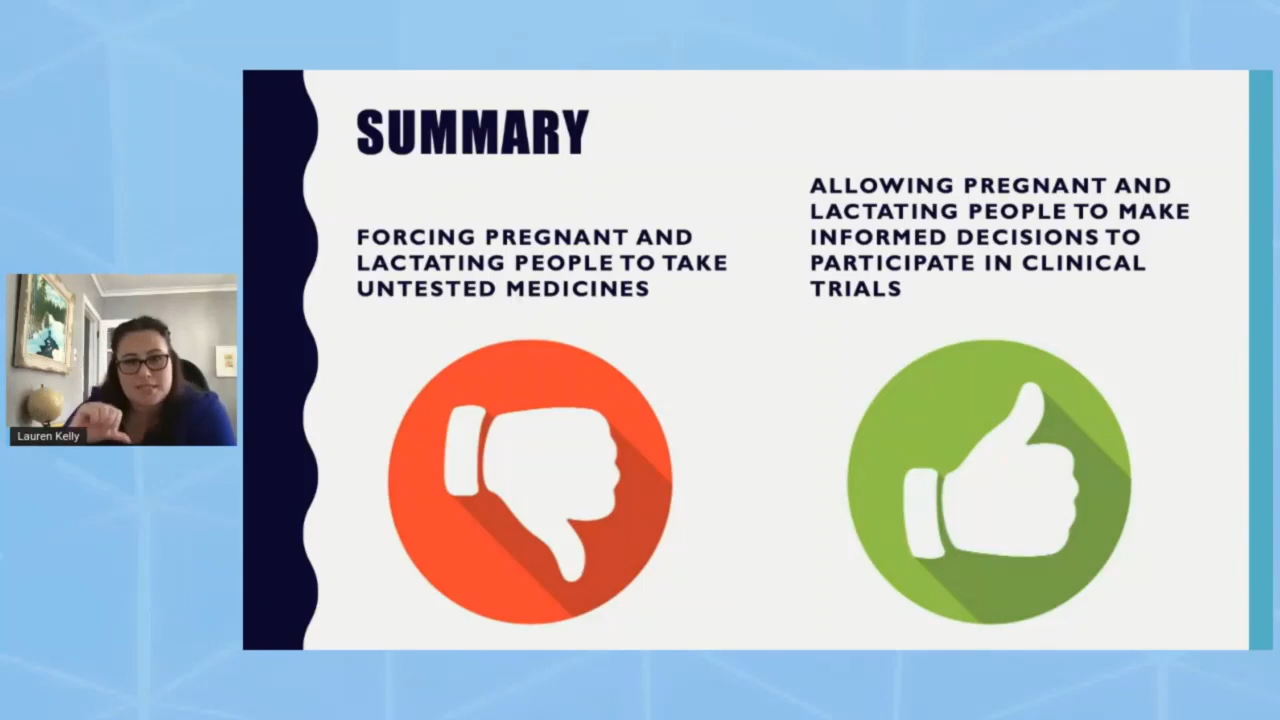 SUMMARY
FORCING PREGNANT AND
LACTATING PEOPLE TO TAKE
UNTESTED MEDICINES
ALLOWING PREGNANT AND
LACTATING PEOPLE TO MAKE
INFORMED DECISIONS TO
PARTICIPATE IN CLINICAL
TRIALS
Lauren Kelly